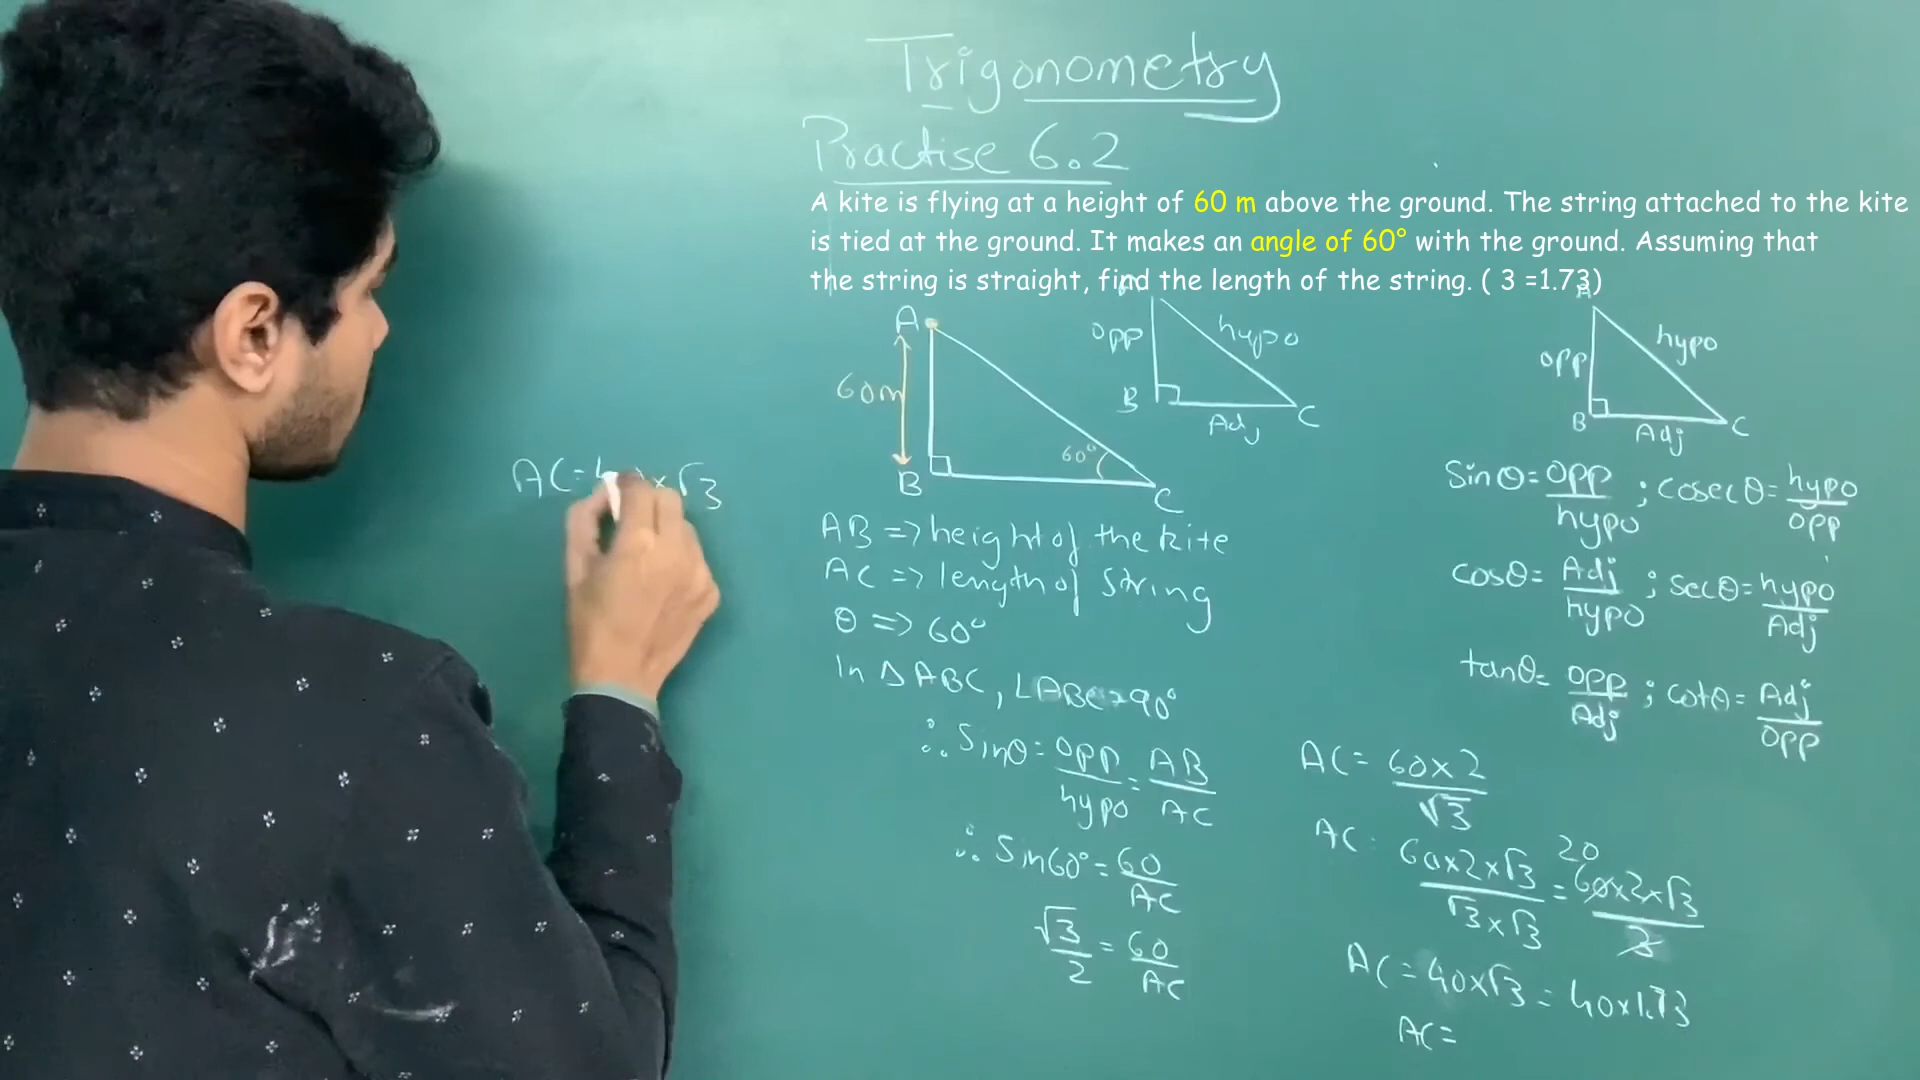 Trigonometry
Practise 6.2
A kite is flying at a height of 60 m above the ground. The string attached to the kite
is tied at the ground. It makes an angle of 60° with the ground. Assuming that
the string is straight, find the length of the string. ( 3 =1.73)
A
60m
B
C
60°
opp
hypo
B
Adj
C
A
opp
hypo
B
Adj
C
AC= ×√3
AB => height of the kite
AC => length of string
θ => 60°
In ΔABC, ∠ABC=90°
∴ Sinθ = opp/hypo = AB/AC
∴ Sin60° = 60/AC
√3/2 = 60/AC
Sinθ = opp/hypo ; cosecθ = hypo/opp
cosθ = Adj/hypo ; secθ = hypo/Adj
tanθ = opp/Adj ; cotθ = Adj/opp
AC = 60×2/√3
AC = 60×2×√3/√3×√3 = 60×2×√3/3
20
AC = 40×√3 = 40×1.73
AC =